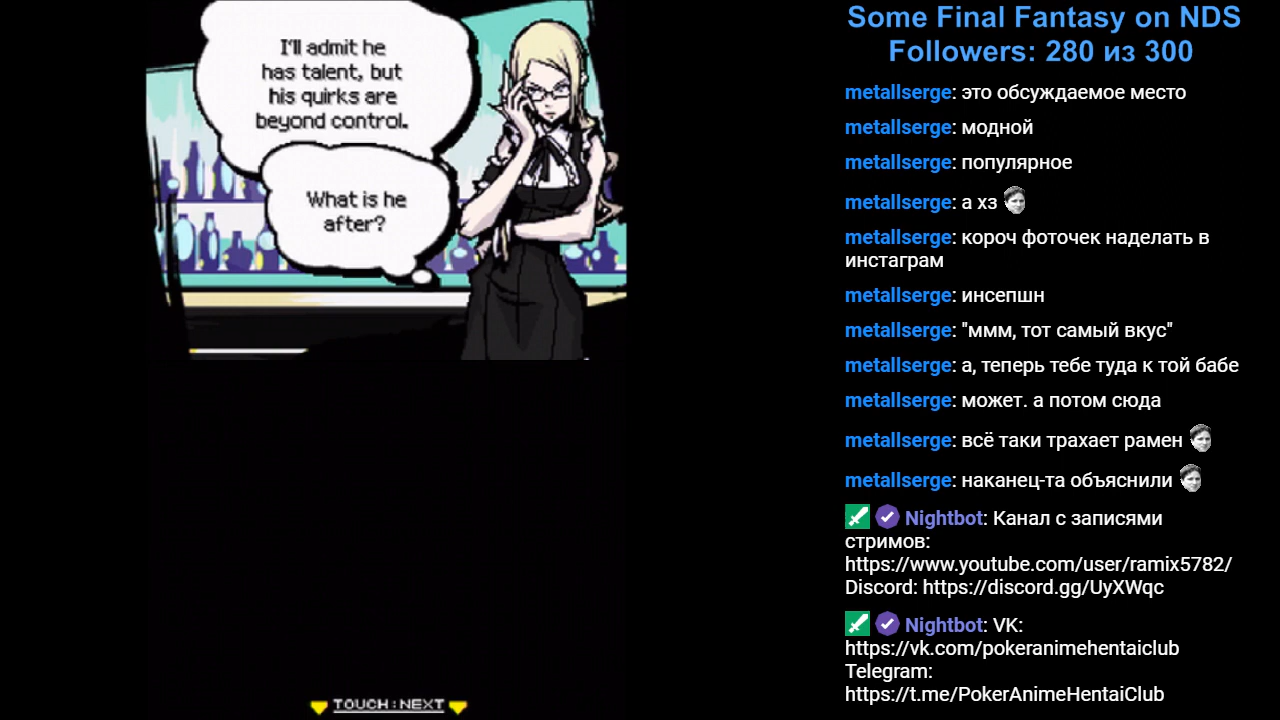 I'll admit he
has talent, but
his quirks are
beyond control.
What is he
after?
TOUCH:NEXT
Some Final Fantasy on NDS
Followers: 280 из 300
metallserge: это обсуждаемое место
metallserge: модной
metallserge: популярное
metallserge: а хз
metallserge: короч фоточек наделать в
инстаграм
metallserge: инсепшн
metallserge: "ммм, тот самый вкус"
metallserge: а, теперь тебе туда к той бабе
metallserge: может. а потом сюда
metallserge: всё таки трахает рамен
metallserge: наканец-та объяснили
Nightbot: Канал с записями
стримов:
https://www.youtube.com/user/ramix5782/
Discord: https://discord.gg/UyXWqc
Nightbot: VK:
https://vk.com/pokeranimehentaiclub
Telegram:
https://t.me/PokerAnimeHentaiClub